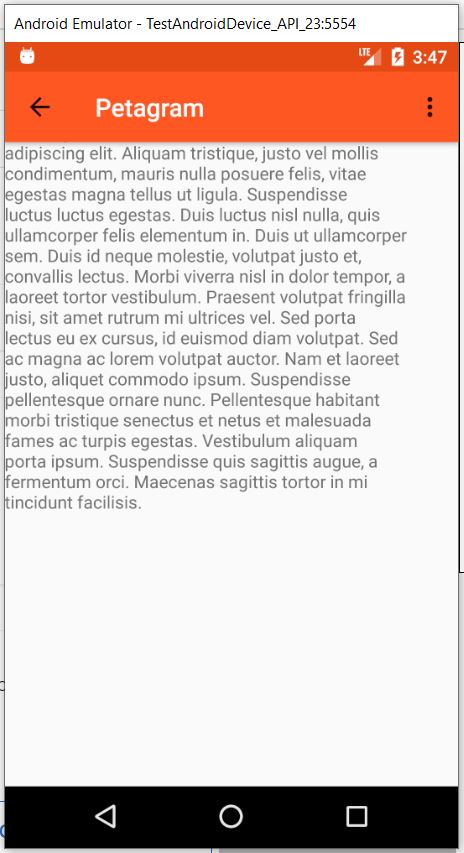 Android Emulator - TestAndroidDevice_API_23:5554
LTE 3:47
Petagram
adipiscing elit. Aliquam tristique, justo vel mollis
condimentum, mauris nulla posuere felis, vitae
egestas magna tellus ut ligula. Suspendisse
luctus luctus egestas. Duis luctus nisl nulla, quis
ullamcorper felis elementum in. Duis ut ullamcorper
sem. Duis id neque molestie, volutpat justo et,
convallis lectus. Morbi viverra nisl in dolor tempor, a
laoreet tortor vestibulum. Praesent volutpat fringilla
nisi, sit amet rutrum mi ultrices vel. Sed porta
lectus eu ex cursus, id euismod diam volutpat. Sed
ac magna ac lorem volutpat auctor. Nam et laoreet
justo, aliquet commodo ipsum. Suspendisse
pellentesque ornare nunc. Pellentesque habitant
morbi tristique senectus et netus et malesuada
fames ac turpis egestas. Vestibulum aliquam
porta ipsum. Suspendisse quis sagittis augue, a
fermentum orci. Maecenas sagittis tortor in mi
tincidunt facilisis.